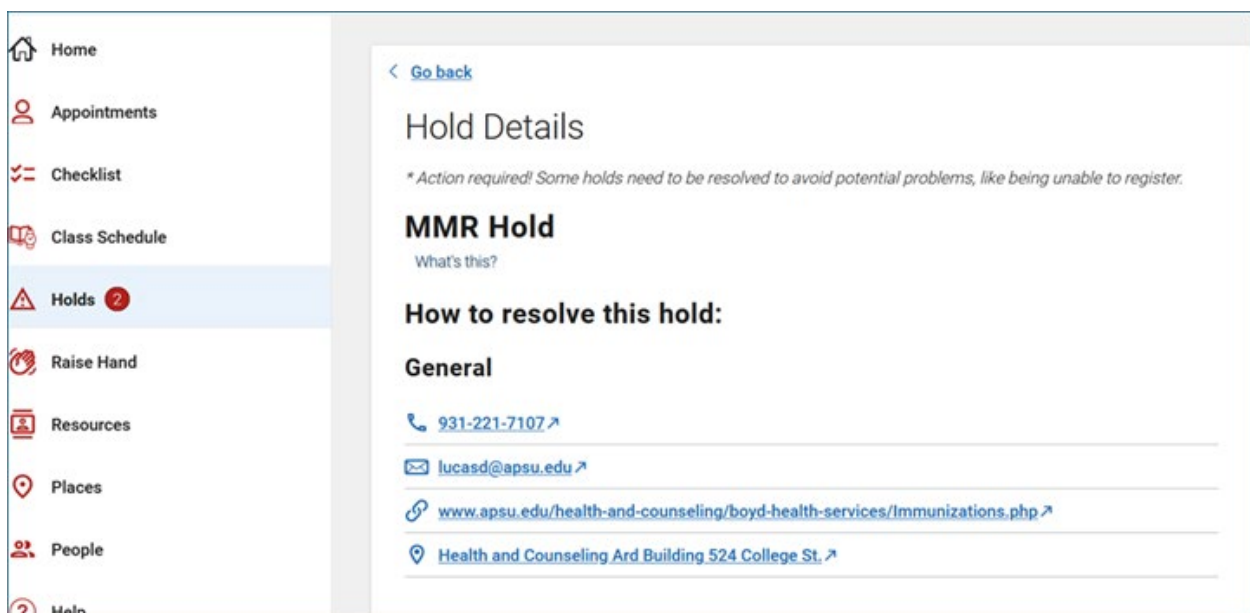 Home
Appointments
Checklist
Class Schedule
Holds 2
Raise Hand
Resources
Places
People
Help
Go back
Hold Details
* Action required! Some holds need to be resolved to avoid potential problems, like being unable to register.
MMR Hold
What's this?
How to resolve this hold:
General
931-221-7107
lucasd@apsu.edu
www.apsu.edu/health-and-counseling/boyd-health-services/Immunizations.php
Health and Counseling Ard Building 524 College St.